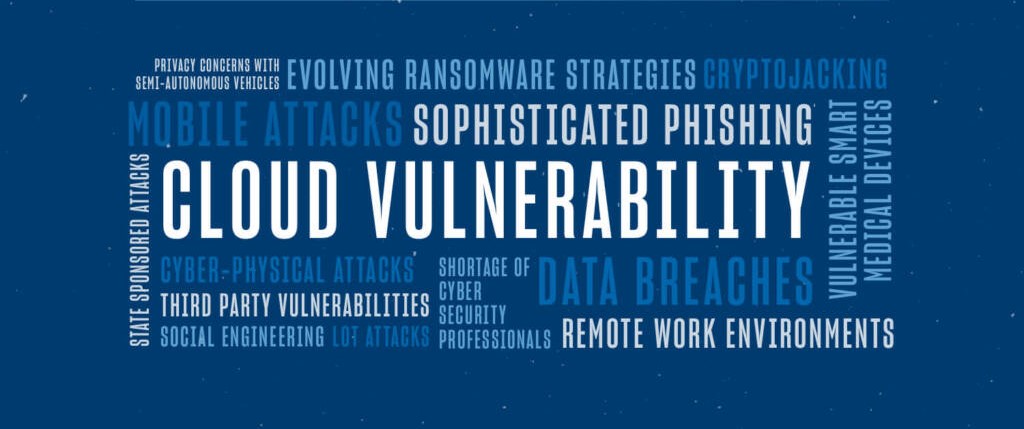 PRIVACY CONCERNS WITH
SEMI-AUTONOMOUS VEHICLES
EVOLVING RANSOMWARE STRATEGIES
CRYPTOJACKING
MOBILE ATTACKS
SOPHISTICATED PHISHING
STATE SPONSORED ATTACKS
CLOUD VULNERABILITY
VULNERABLE SMART
MEDICAL DEVICES
CYBER-PHYSICAL ATTACKS
SHORTAGE OF
CYBER
SECURITY
PROFESSIONALS
DATA BREACHES
THIRD PARTY VULNERABILITIES
SOCIAL ENGINEERING
LOT ATTACKS
REMOTE WORK ENVIRONMENTS